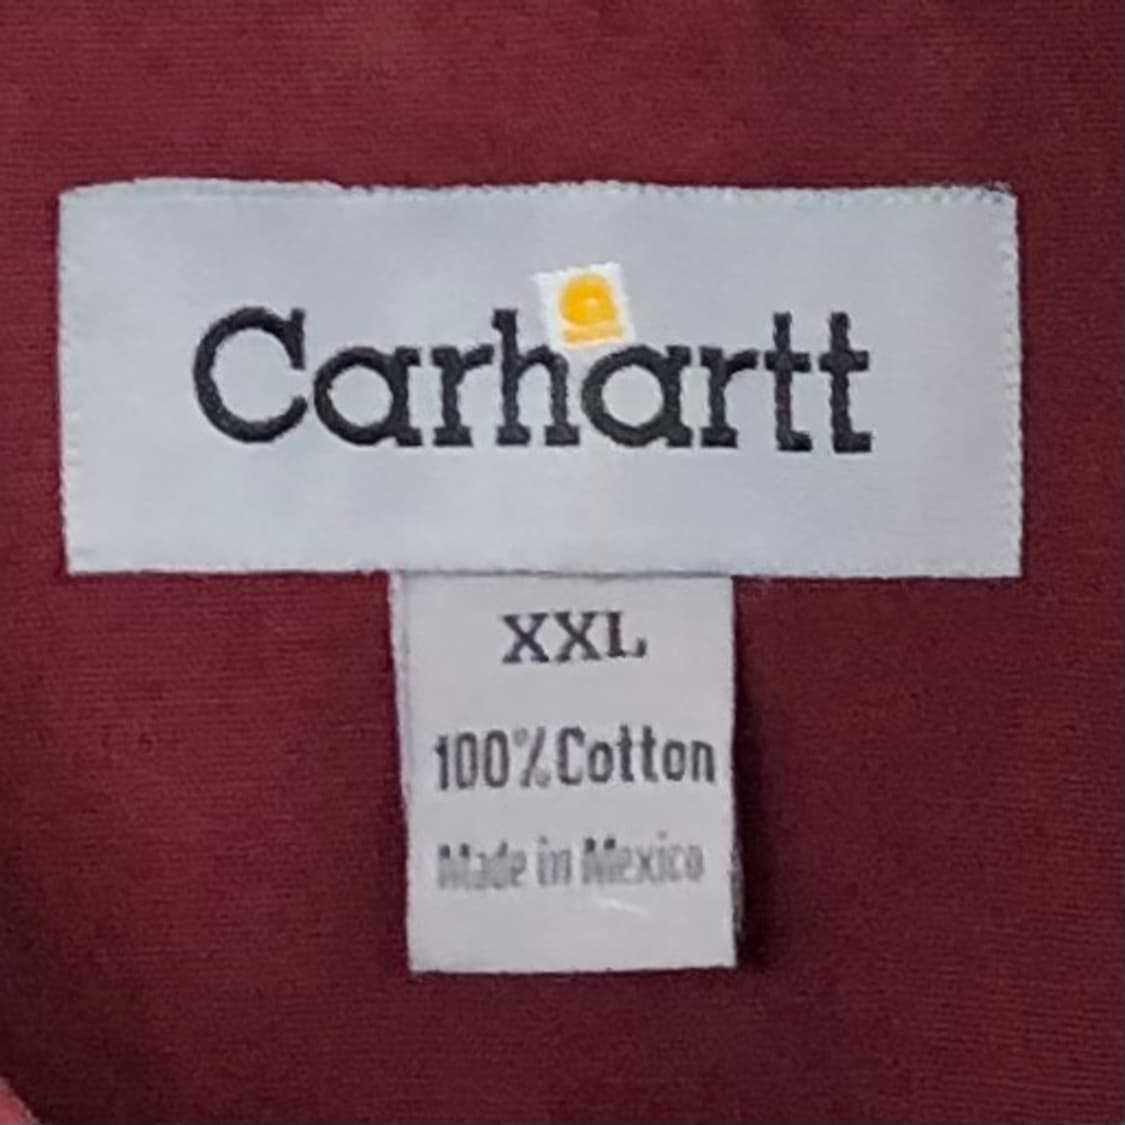 Carhartt
XXL
100% Cotton
Made in Mexico